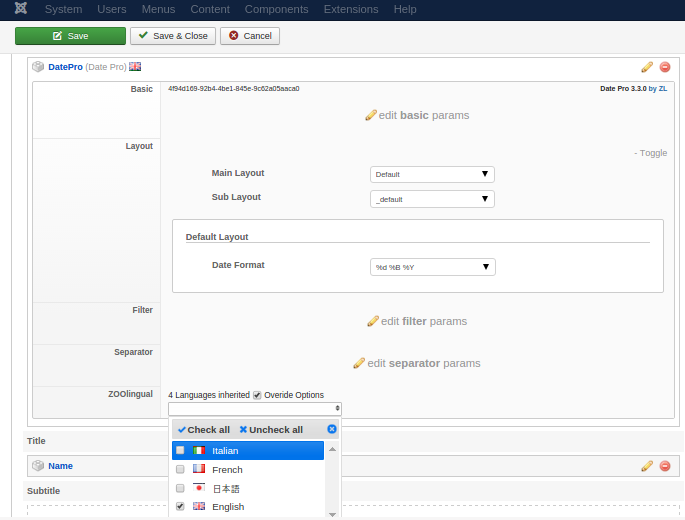 System Users Menus Content Components Extensions Help
Save Save & Close Cancel
DatePro (Date Pro)
Basic 4f94d169-92b4-4be1-845e-9c62a05aaca0 Date Pro 3.3.0 by ZL
edit basic params
Layout
- Toggle
Main Layout Default
Sub Layout _default
Default Layout
Date Format %d %B %Y
Filter edit filter params
Separator edit separator params
ZOOlingual 4 Languages inherited Overide Options
Check all Uncheck all
Italian
French
日本語
English
Title
Name
Subtitle